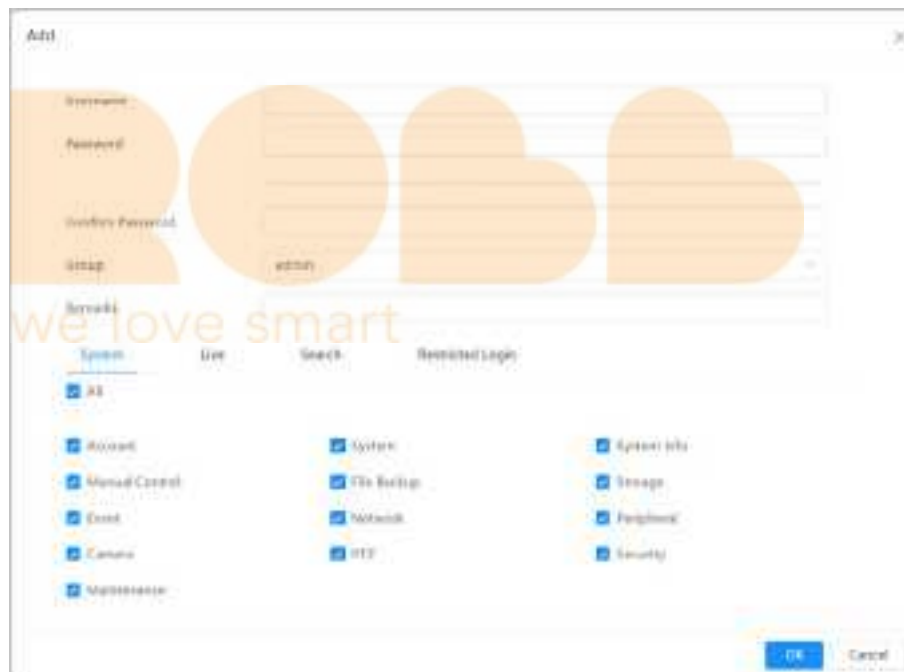 Add
Username
Password
Confirm Password
Group
admin
Remarks
ROBB
we love smart
System Live Search Restricted Login
All
Account System System Info
Manual Control File Backup Storage
Event Network Peripheral
Camera PTZ Security
Maintenance
OK Cancel